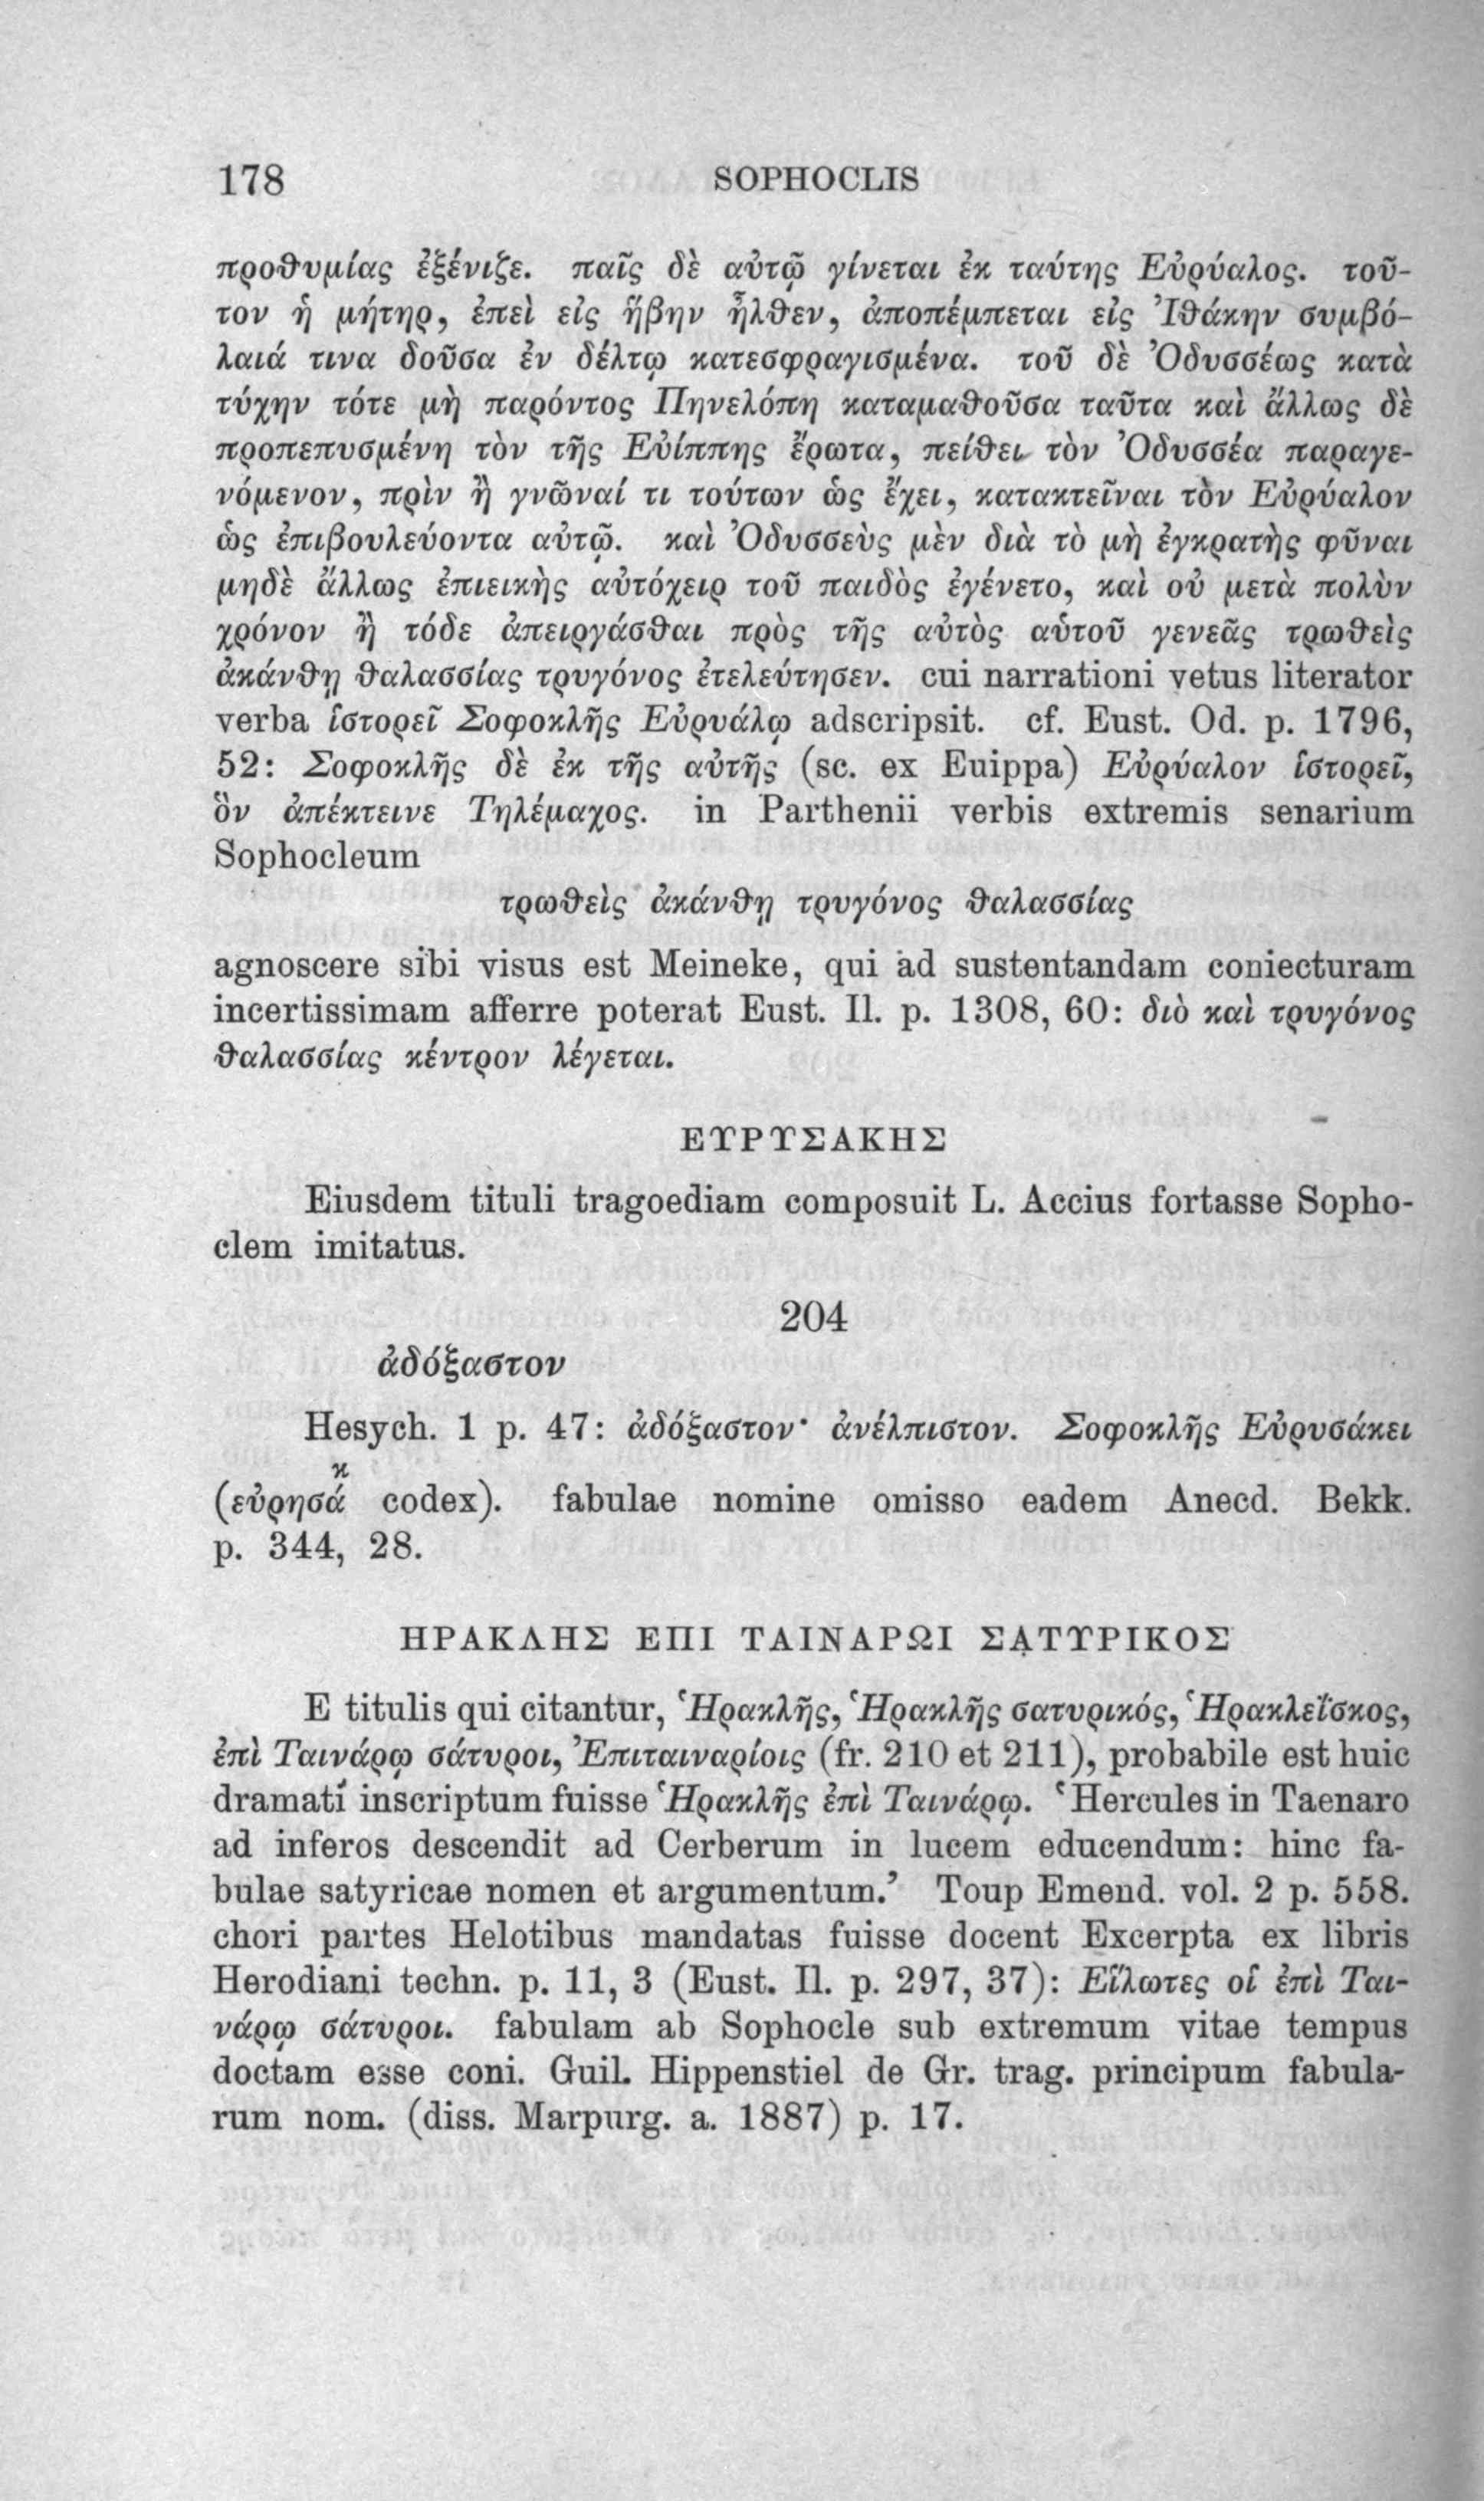 178 SOPHOCLIS
προθυμίας ἐξένιζε. παῖς δὲ αὐτῷ γίνεται ἐκ ταύτης Εὐρύαλος. τοῦ-
τον ἡ μήτηρ, ἐπεὶ εἰς ἥβην ἦλθεν, ἀποπέμπεται εἰς Ἰθάκην συμβό-
λαιά τινα δοῦσα ἐν δέλτῳ κατεσφραγισμένα. τοῦ δὲ Ὀδυσσέως κατὰ
τύχην τότε μὴ παρόντος Πηνελόπη καταμαθοῦσα ταῦτα καὶ ἄλλως δὲ
προπεπυσμένη τὸν τῆς Εὐίππης ἔρωτα, πείθει τὸν Ὀδυσσέα παραγε-
νόμενον, πρὶν ἢ γνῶναί τι τούτων ὡς ἔχει, κατακτεῖναι τὸν Εὐρύαλον
ὡς ἐπιβουλεύοντα αὐτῷ. καὶ Ὀδυσσεὺς μὲν διὰ τὸ μὴ ἐγκρατὴς φῦναι
μηδὲ ἄλλως ἐπιεικὴς αὐτόχειρ τοῦ παιδὸς ἐγένετο, καὶ οὐ μετὰ πολὺν
χρόνον ἢ τόδε ἀπειργάσθαι πρὸς τῆς αὐτὸς αὑτοῦ γενεᾶς τρωθεὶς
ἀκάνθῃ θαλασσίας τρυγόνος ἐτελεύτησεν. cui narrationi vetus literator
verba ἱστορεῖ Σοφοκλῆς Εὐρυάλῳ adscripsit. cf. Eust. Od. p. 1796,
52: Σοφοκλῆς δὲ ἐκ τῆς αὐτῆς (sc. ex Euippa) Εὐρύαλον ἱστορεῖ,
ὃν ἀπέκτεινε Τηλέμαχος. in Parthenii verbis extremis senarium
Sophocleum
τρωθεὶς ἀκάνθῃ τρυγόνος θαλασσίας
agnoscere sibi visus est Meineke, qui ad sustentandam coniecturam
incertissimam afferre poterat Eust. Il. p. 1308, 60: διὸ καὶ τρυγόνος
θαλασσίας κέντρον λέγεται.
ΕΥΡΥΣΑΚΗΣ
Eiusdem tituli tragoediam composuit L. Accius fortasse Sopho-
clem imitatus.
204
ἀδόξαστον
Hesych. 1 p. 47: ἀδόξαστον· ἀνέλπιστον. Σοφοκλῆς Εὐρυσάκει
κ
(εὐρησά codex). fabulae nomine omisso eadem Anecd. Bekk.
p. 344, 28.
ΗΡΑΚΛΗΣ ΕΠΙ ΤΑΙΝΑΡΩΙ ΣΑΤΥΡΙΚΟΣ
E titulis qui citantur, Ἡρακλῆς, Ἡρακλῆς σατυρικός, Ἡρακλεΐσκος,
ἐπὶ Ταινάρῳ σάτυροι, Ἐπιταιναρίοις (fr. 210 et 211), probabile est huic
dramati inscriptum fuisse Ἡρακλῆς ἐπὶ Ταινάρῳ. ‘Hercules in Taenaro
ad inferos descendit ad Cerberum in lucem educendum: hinc fa-
bulae satyricae nomen et argumentum.’ Toup Emend. vol. 2 p. 558.
chori partes Helotibus mandatas fuisse docent Excerpta ex libris
Herodiani techn. p. 11, 3 (Eust. Il. p. 297, 37): Εἵλωτες οἱ ἐπὶ Ται-
νάρῳ σάτυροι. fabulam ab Sophocle sub extremum vitae tempus
doctam esse coni. Guil. Hippenstiel de Gr. trag. principum fabula-
rum nom. (diss. Marpurg. a. 1887) p. 17.